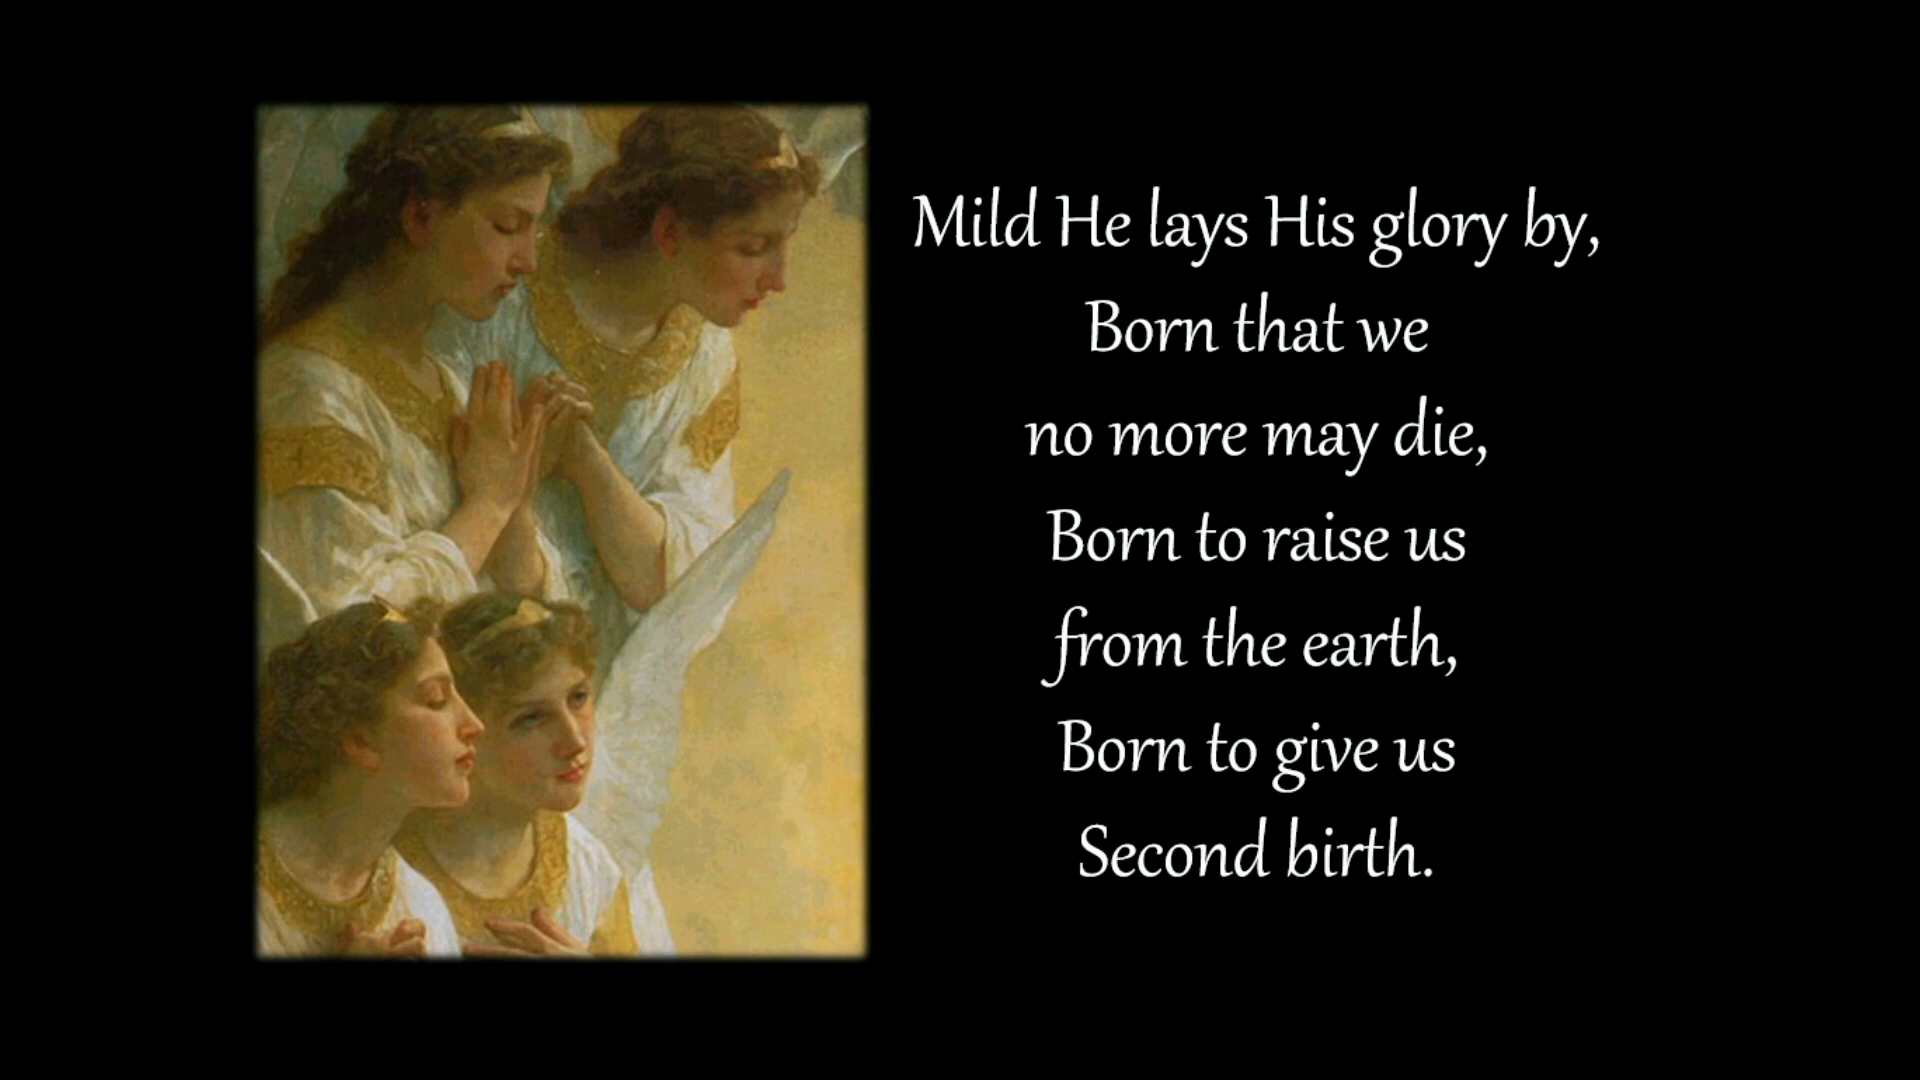 Mild He lays His glory by,
Born that we
no more may die,
Born to raise us
from the earth,
Born to give us
Second birth.